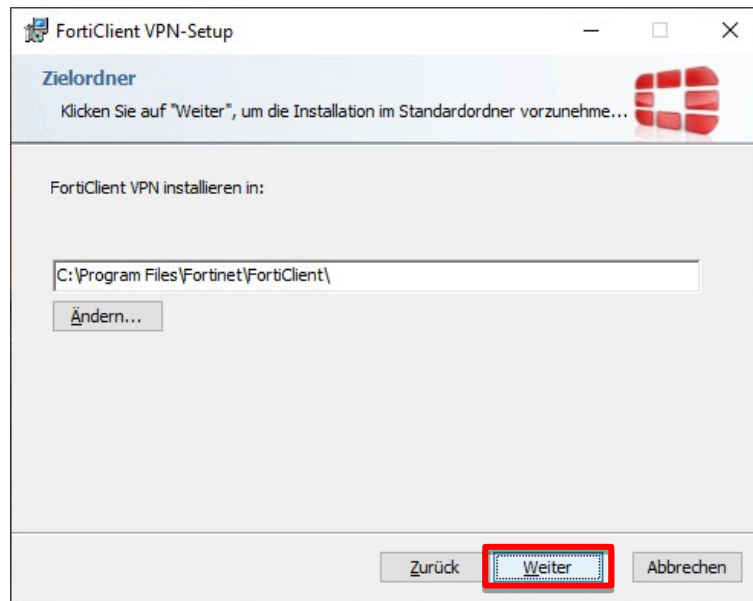 FortiClient VPN-Setup
Zielordner
Klicken Sie auf "Weiter", um die Installation im Standardordner vorzunehme...
FortiClient VPN installieren in:
C:\Program Files\Fortinet\FortiClient\
Ändern...
Zurück Weiter Abbrechen